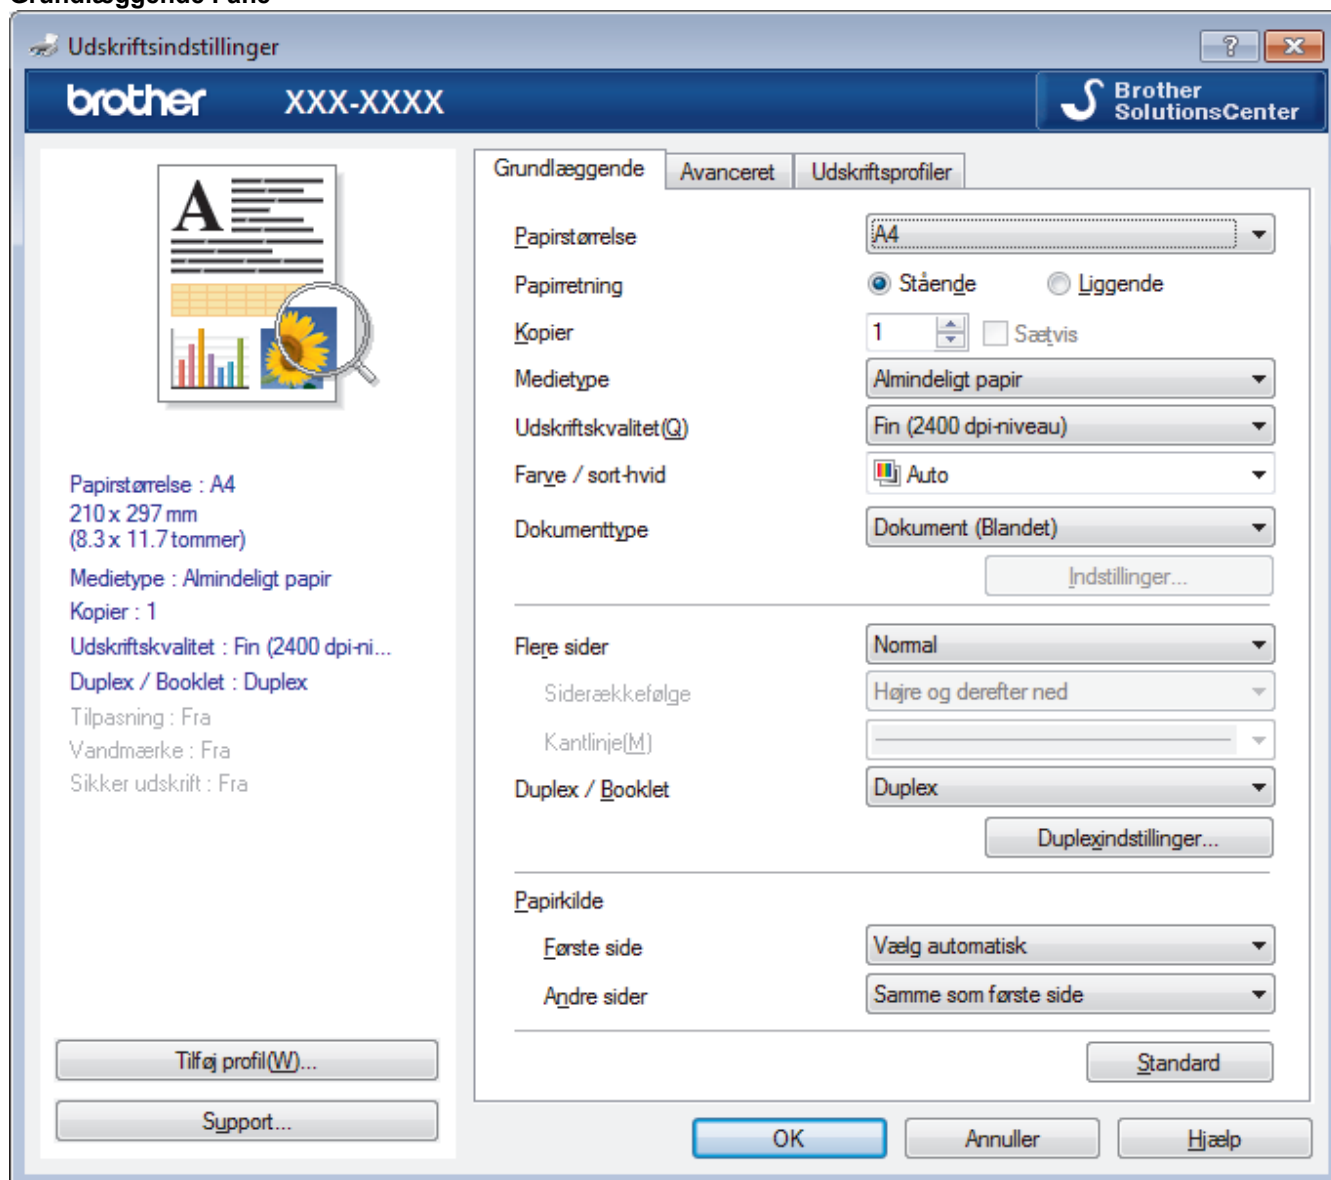 Udskriftsindstillinger
brother XXX-XXXX
Brother
SolutionsCenter
A
Papirstørrelse : A4
210 x 297 mm
(8.3 x 11.7 tommer)
Medietype : Almindeligt papir
Kopier : 1
Udskriftskvalitet : Fin (2400 dpi-ni...
Duplex / Booklet : Duplex
Tilpasning : Fra
Vandmærke : Fra
Sikker udskrift : Fra
Tilføj profil(W)...
Support...
Grundlæggende Avanceret Udskriftsprofiler
Papirstørrelse A4
Papirretning Stående Liggende
Kopier 1 Sætvis
Medietype Almindeligt papir
Udskriftskvalitet(Q) Fin (2400 dpi-niveau)
Farve / sort-hvid Auto
Dokumenttype Dokument (Blandet)
Indstillinger...
Flere sider Normal
Siderækkefølge Højre og derefter ned
Kantlinje(M)
Duplex / Booklet Duplex
Duplexindstillinger...
Papirkilde
Første side Vælg automatisk
Andre sider Samme som første side
Standard
OK Annuller Hjælp